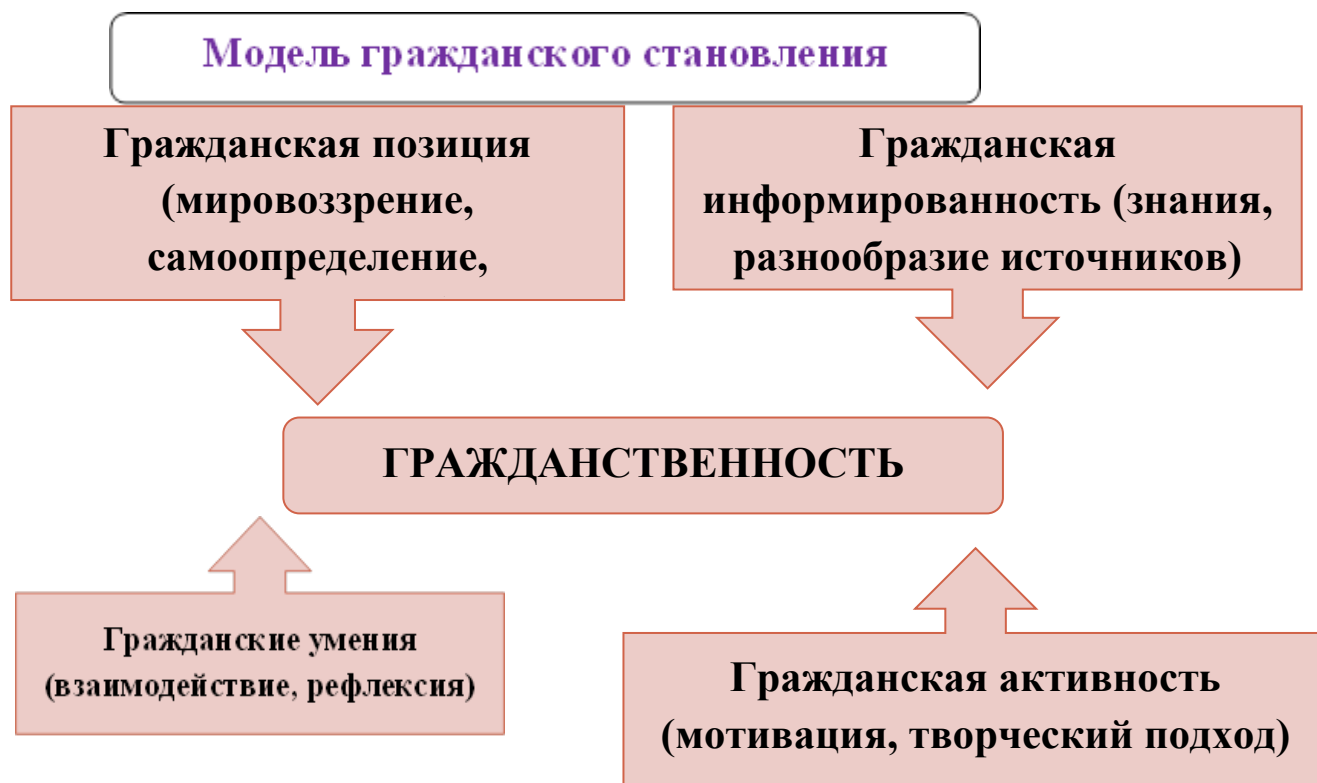 Модель гражданского становления
Гражданская позиция
(мировоззрение,
самоопределение,
Гражданская
информированность (знания,
разнообразие источников)
ГРАЖДАНСТВЕННОСТЬ
Гражданские умения
(взаимодействие, рефлексия)
Гражданская активность
(мотивация, творческий подход)